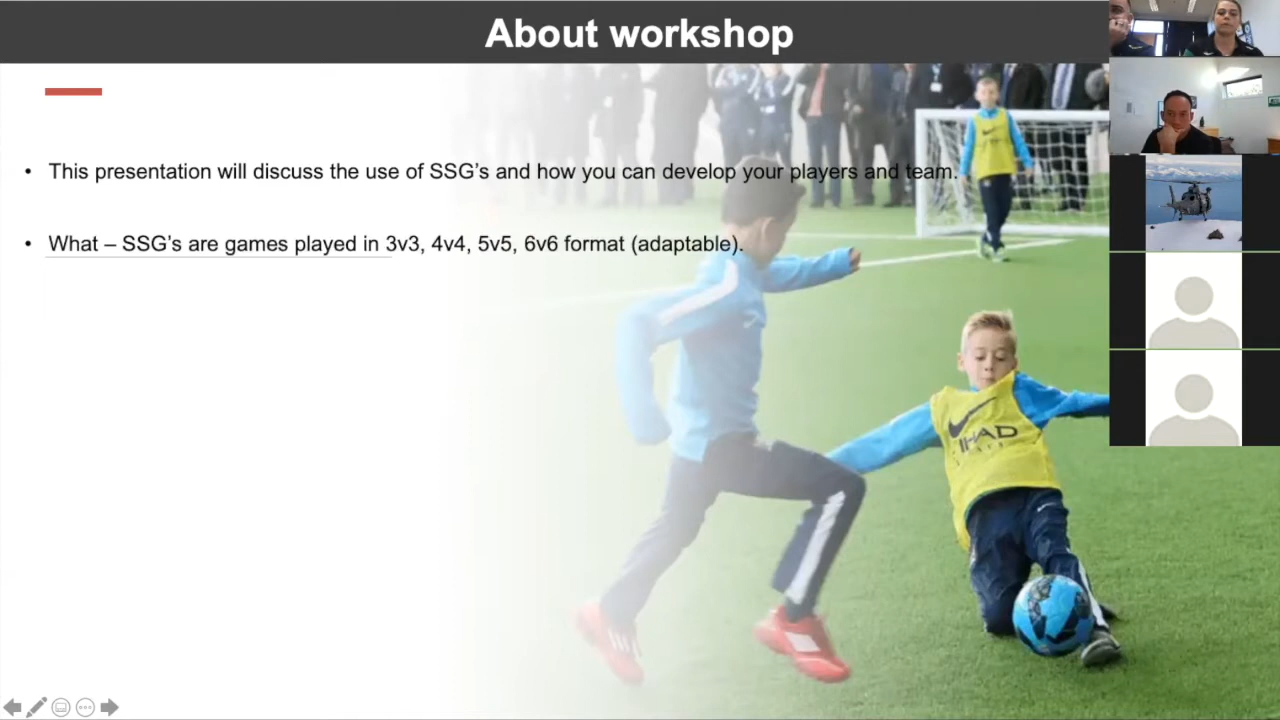 About workshop
• This presentation will discuss the use of SSG's and how you can develop your players and team.
• What – SSG's are games played in 3v3, 4v4, 5v5, 6v6 format (adaptable).
IHAD